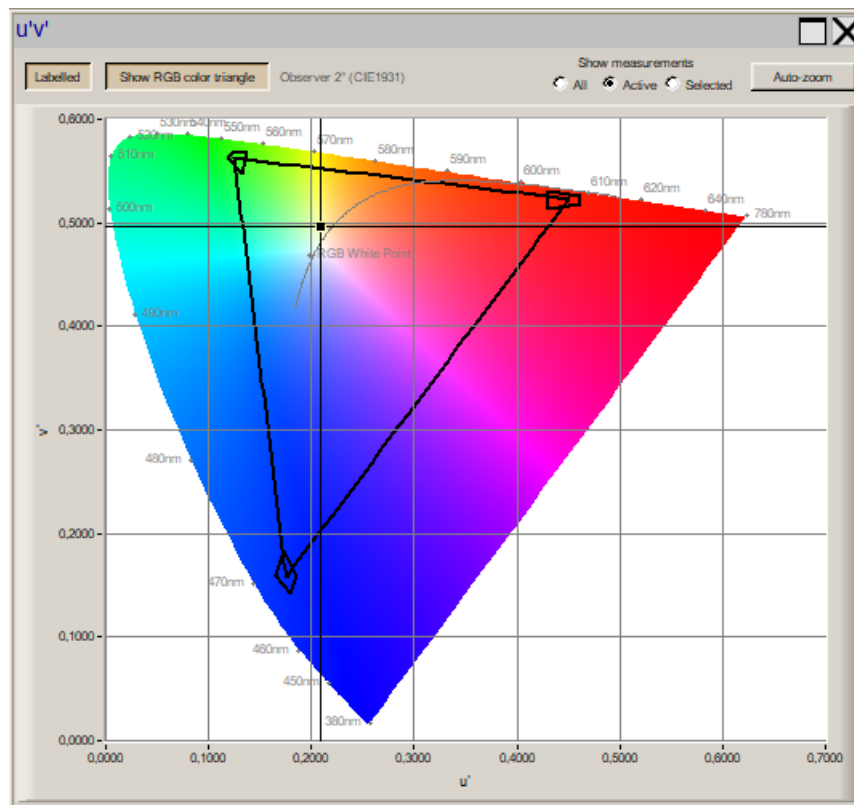 u'v'
Show measurements
Labelled Show RGB color triangle Observer 2° (CIE1931) All Active Selected Auto-zoom
0,6000
520nm 530nm 540nm 550nm 560nm 570nm 580nm 590nm 600nm 610nm 620nm 640nm 780nm
510nm
0,5000
500nm
RGB White Point
490nm
0,4000
0,3000
480nm
v'
0,2000
470nm
0,1000
460nm
450nm
380nm
0,0000
0,0000 0,1000 0,2000 0,3000 0,4000 0,5000 0,6000 0,7000
u'